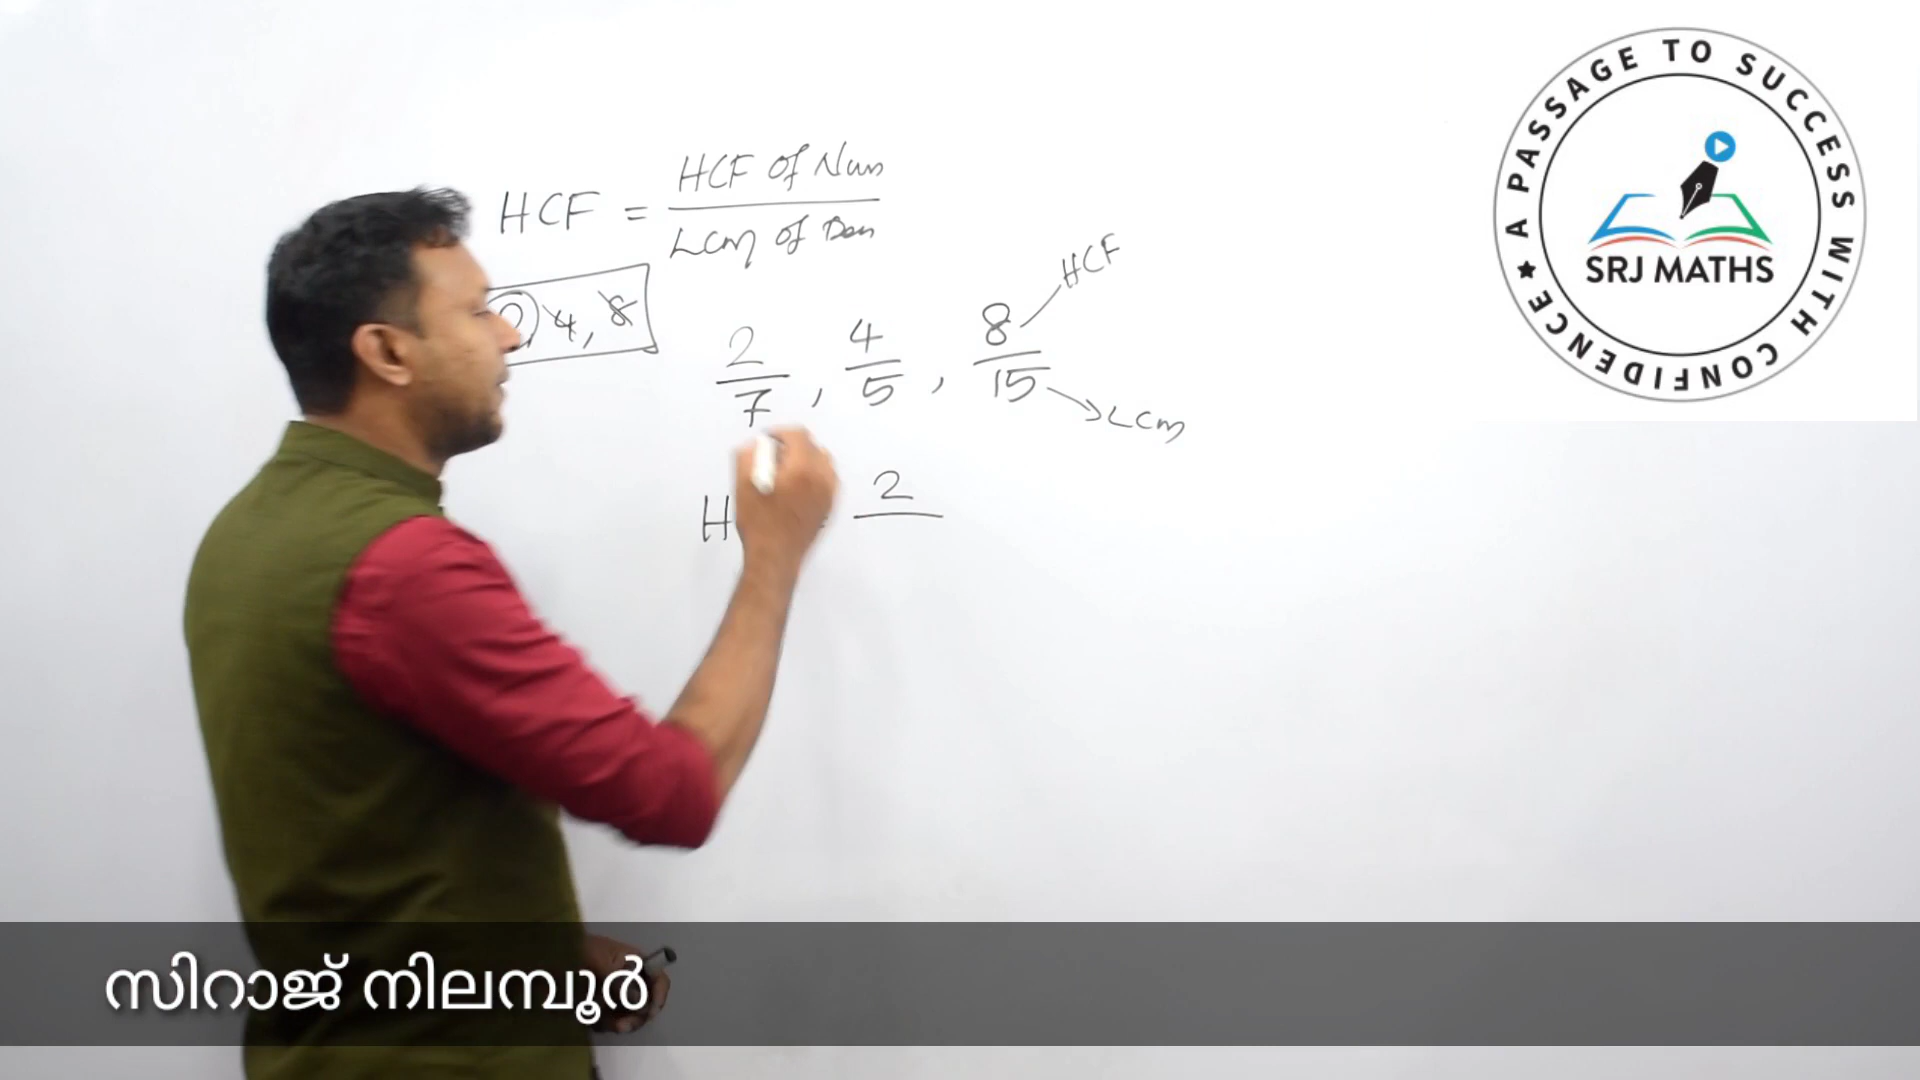 HCF = HCF of Num
Lcm of Den
2, 4, 8
2/7 , 4/5 , 8/15
HCF
Lcm
H = 2
A PASSAGE TO SUCCESS WITH CONFIDENCE ★
SRJ MATHS
സിറാജ് നിലമ്പൂർ